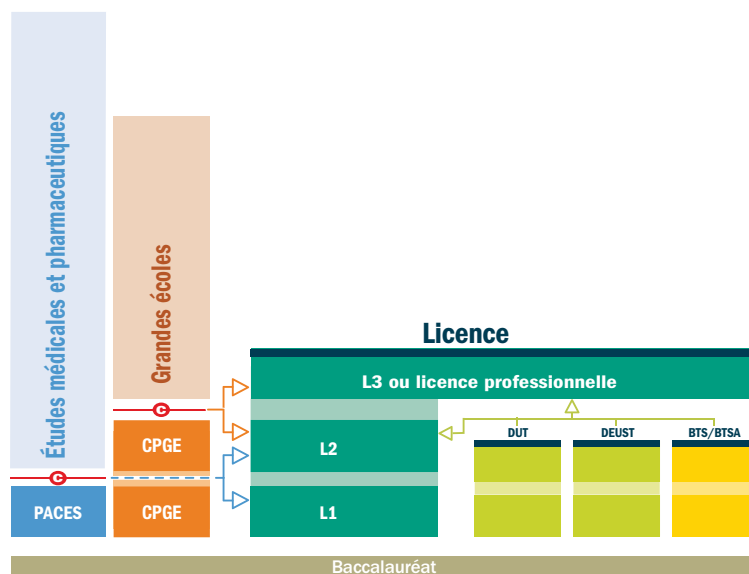 Études médicales et pharmaceutiques
Grandes écoles
Licence
L3 ou licence professionnelle
C
CPGE
L2
DUT
DEUST
BTS/BTSA
C
PACES
CPGE
L1
Baccalauréat